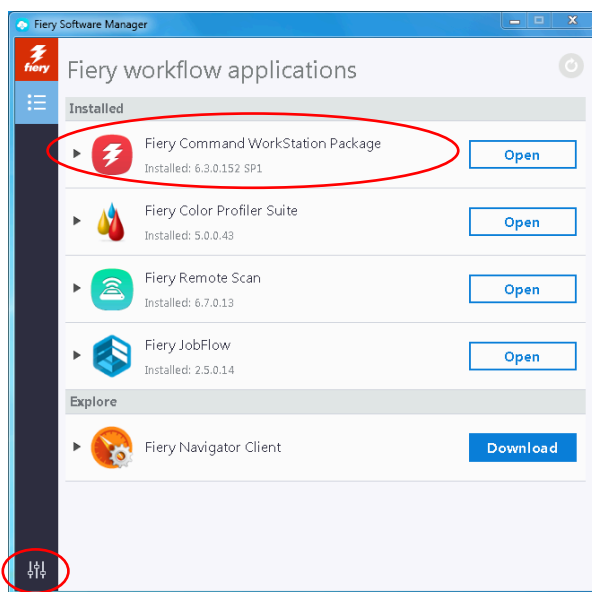 Fiery Software Manager
fiery
Fiery workflow applications
Installed
Fiery Command WorkStation Package
Installed: 6.3.0.152 SP1
Open
Fiery Color Profiler Suite
Installed: 5.0.0.43
Open
Fiery Remote Scan
Installed: 6.7.0.13
Open
Fiery JobFlow
Installed: 2.5.0.14
Open
Explore
Fiery Navigator Client
Download